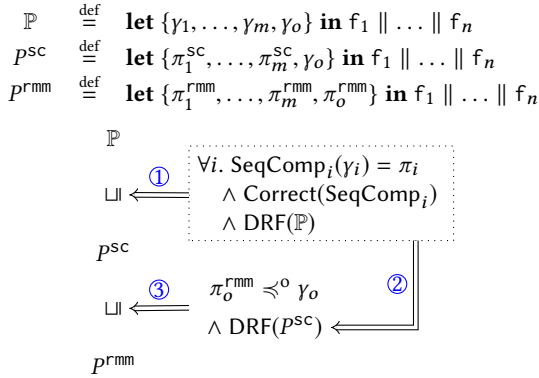 ℙ ≝ let {γ₁, . . . , γₘ, γₒ} in f₁ ∥ . . . ∥ fₙ
Pˢᶜ ≝ let {π₁ˢᶜ, . . . , πₘˢᶜ, γₒ} in f₁ ∥ . . . ∥ fₙ
Pʳᵐᵐ ≝ let {π₁ʳᵐᵐ, . . . , πₘʳᵐᵐ, πₒʳᵐᵐ} in f₁ ∥ . . . ∥ fₙ
ℙ
∀i. SeqCompᵢ(γᵢ) = πᵢ
⊔| ⇐ ① ∧ Correct(SeqCompᵢ)
∧ DRF(ℙ)
Pˢᶜ
②
⊔| ⇐ ③ πₒʳᵐᵐ ≼ᵒ γₒ
∧ DRF(Pˢᶜ) ⇐
Pʳᵐᵐ